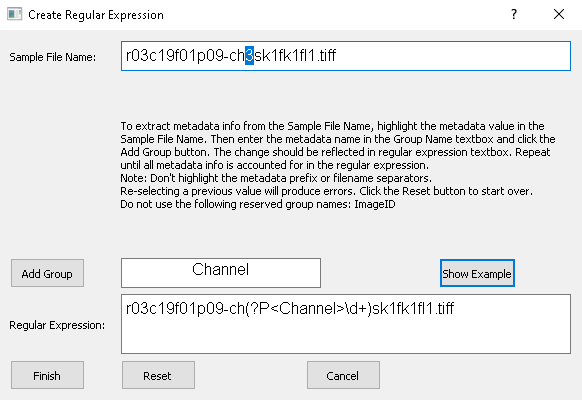 Create Regular Expression
?
Sample File Name:
r03c19f01p09-ch3sk1fk1fl1.tiff
To extract metadata info from the Sample File Name, highlight the metadata value in the
Sample File Name. Then enter the metadata name in the Group Name textbox and click the
Add Group button. The change should be reflected in regular expression textbox. Repeat
until all metadata info is accounted for in the regular expression.
Note: Don't highlight the metadata prefix or filename separators.
Re-selecting a previous value will produce errors. Click the Reset button to start over.
Do not use the following reserved group names: ImageID
Add Group
Channel
Show Example
Regular Expression:
r03c19f01p09-ch(?P<Channel>\d+)sk1fk1fl1.tiff
Finish
Reset
Cancel